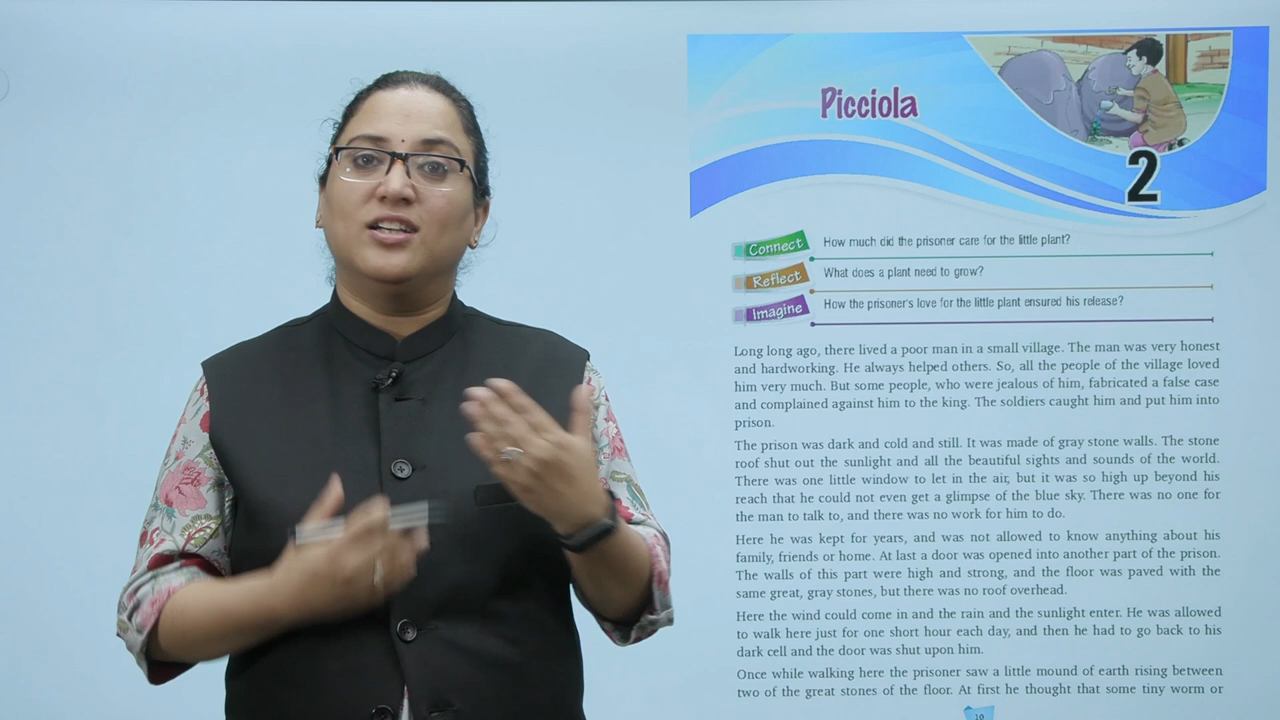 Picciola
2
Connect How much did the prisoner care for the little plant?
Reflect What does a plant need to grow?
Imagine How the prisoner's love for the little plant ensured his release?
Long long ago, there lived a poor man in a small village. The man was very honest
and hardworking. He always helped others. So, all the people of the village loved
him very much. But some people, who were jealous of him, fabricated a false case
and complained against him to the king. The soldiers caught him and put him into
prison.
The prison was dark and cold and still. It was made of gray stone walls. The stone
roof shut out the sunlight and all the beautiful sights and sounds of the world.
There was one little window to let in the air, but it was so high up beyond his
reach that he could not even get a glimpse of the blue sky. There was no one for
the man to talk to, and there was no work for him to do.
Here he was kept for years, and was not allowed to know anything about his
family, friends or home. At last a door was opened into another part of the prison.
The walls of this part were high and strong, and the floor was paved with the
same great, gray stones, but there was no roof overhead.
Here the wind could come in and the rain and the sunlight enter. He was allowed
to walk here just for one short hour each day, and then he had to go back to his
dark cell and the door was shut upon him.
Once while walking here the prisoner saw a little mound of earth rising between
two of the great stones of the floor. At first he thought that some tiny worm or
10